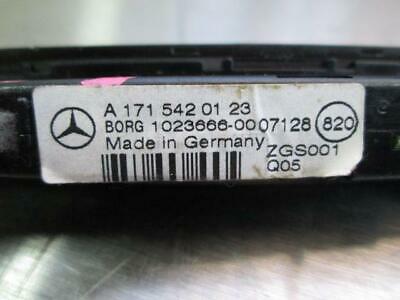 A 171 542 01 23
BORG 1023666-0007128 820
Made in Germany ZGS001
Q05